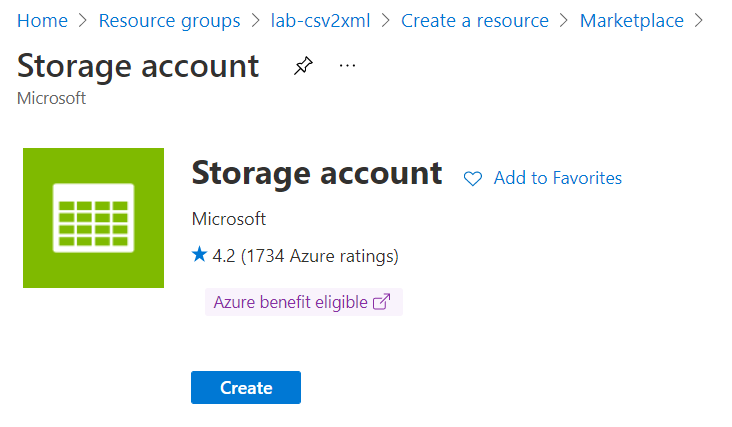 Home > Resource groups > lab-csv2xml > Create a resource > Marketplace >
Storage account ...
Microsoft
Storage account Add to Favorites
Microsoft
4.2 (1734 Azure ratings)
Azure benefit eligible
Create